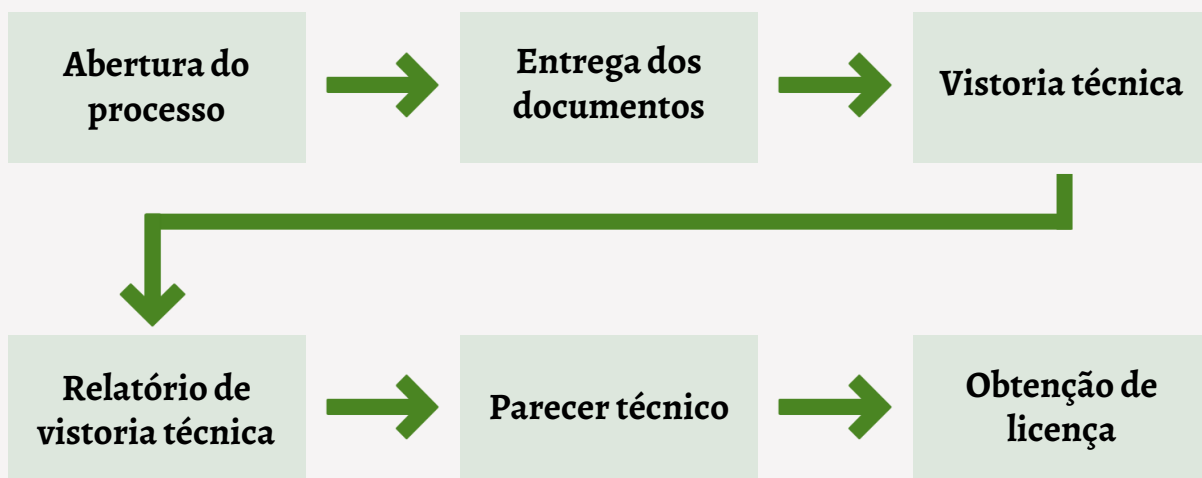 Abertura do
processo
Entrega dos
documentos
Vistoria técnica
Relatório de
vistoria técnica
Parecer técnico
Obtenção de
licença